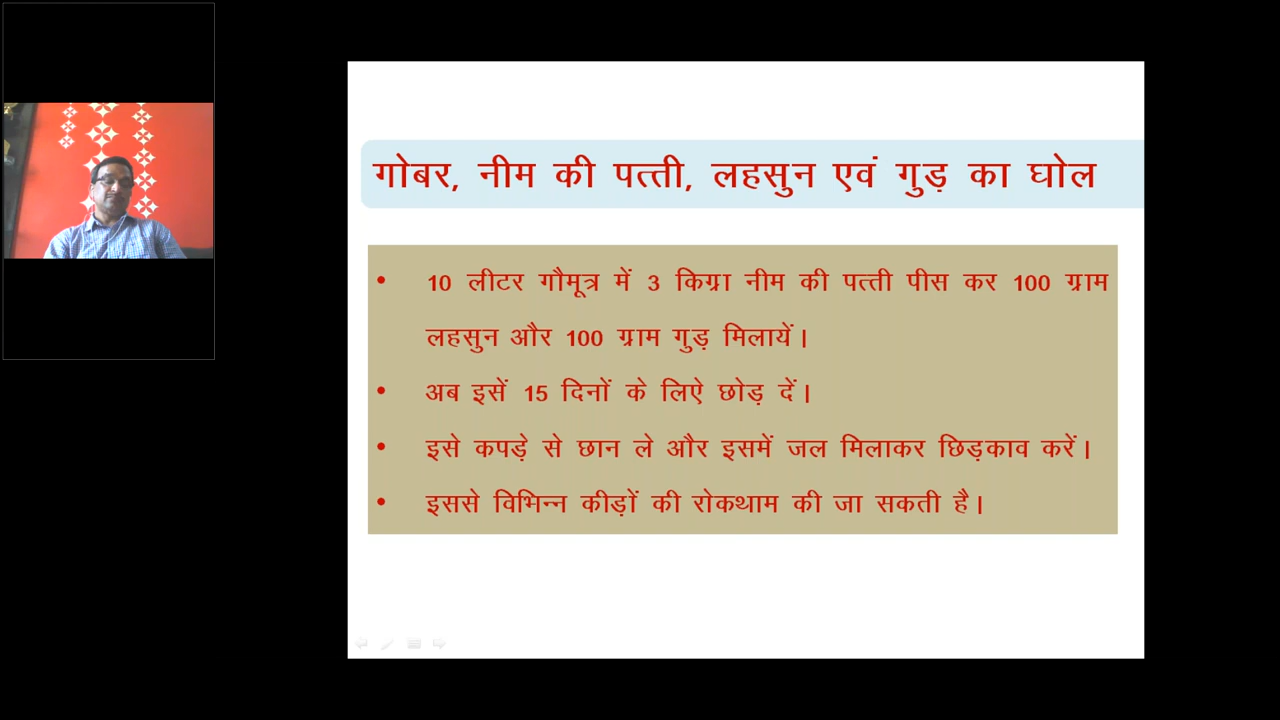 गोबर, नीम की पत्ती, लहसुन एवं गुड़ का घोल
• 10 लीटर गौमूत्र में 3 किग्रा नीम की पत्ती पीस कर 100 ग्राम
लहसुन और 100 ग्राम गुड़ मिलायें।
• अब इसें 15 दिनों के लिऐ छोड़ दें।
• इसे कपड़े से छान ले और इसमें जल मिलाकर छिड़काव करें।
• इससे विभिन्न कीड़ों की रोकथाम की जा सकती है।